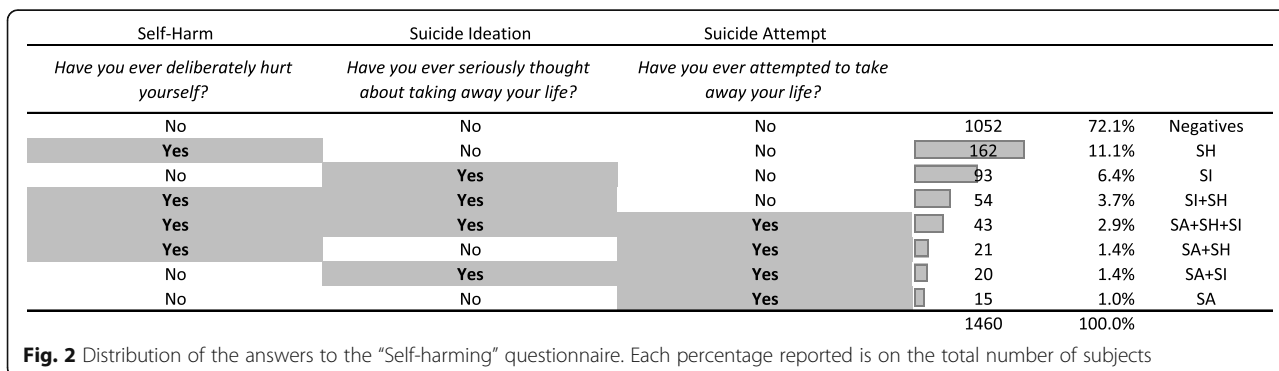 Self-Harm Suicide Ideation Suicide Attempt
Have you ever deliberately hurt yourself? Have you ever seriously thought about taking away your life? Have you ever attempted to take away your life?
No No No 1052 72.1% Negatives
Yes No No 162 11.1% SH
No Yes No 93 6.4% SI
Yes Yes No 54 3.7% SI+SH
Yes Yes Yes 43 2.9% SA+SH+SI
Yes No Yes 21 1.4% SA+SH
No Yes Yes 20 1.4% SA+SI
No No Yes 15 1.0% SA
1460 100.0%
Fig. 2 Distribution of the answers to the “Self-harming” questionnaire. Each percentage reported is on the total number of subjects